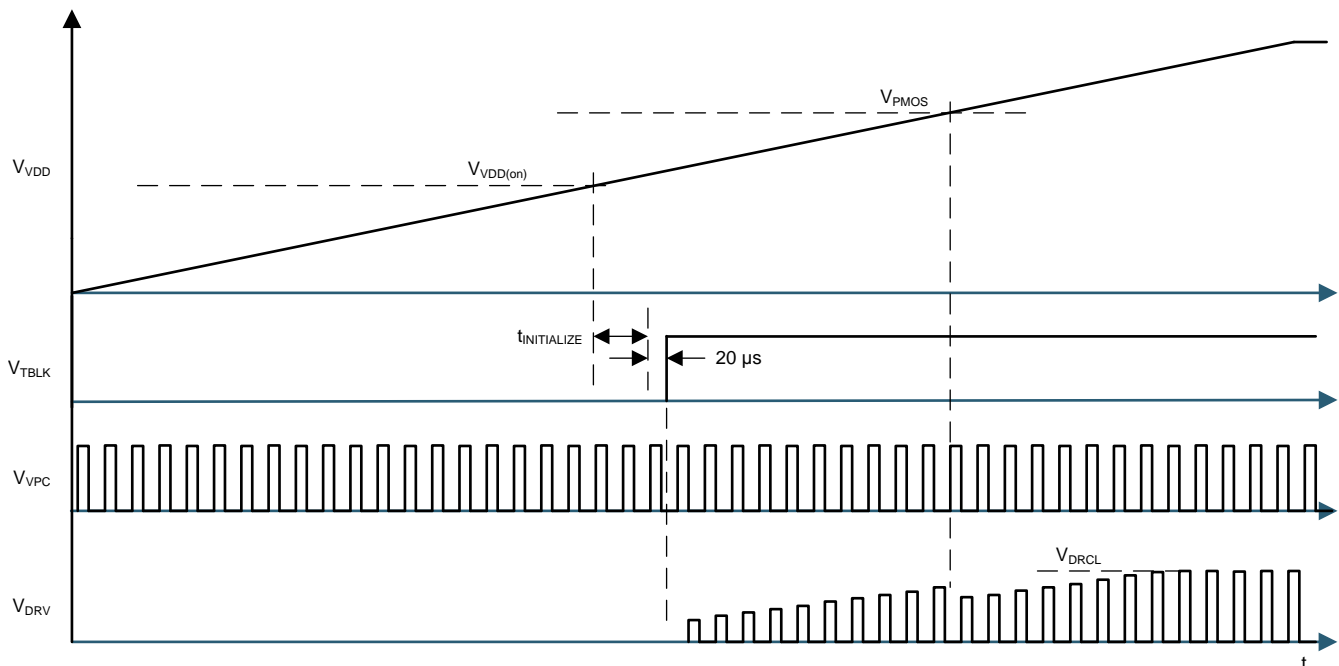 V_PMOS
V_VDD
V_VDD(on)
t_INITIALIZE
20 µs
V_TBLK
V_VPC
V_DRCL
V_DRV
t